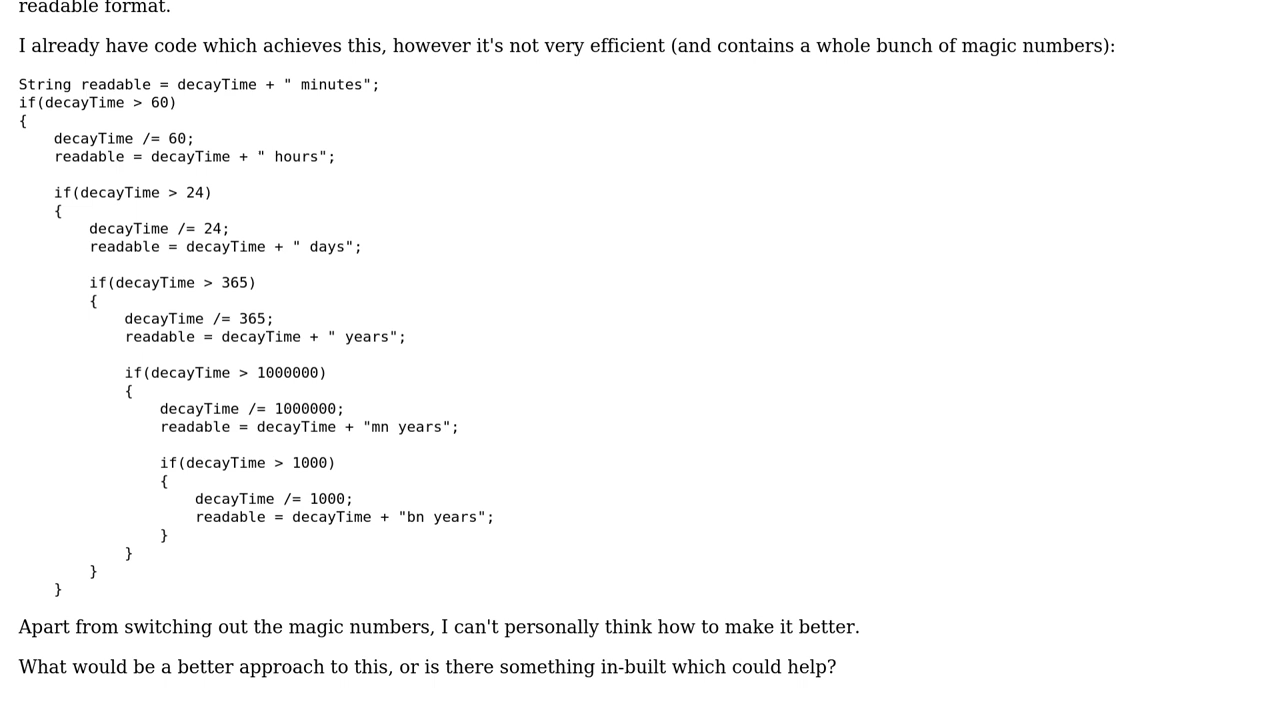 readable format.
I already have code which achieves this, however it's not very efficient (and contains a whole bunch of magic numbers):
String readable = decayTime + " minutes";
if(decayTime > 60)
{
    decayTime /= 60;
    readable = decayTime + " hours";
    if(decayTime > 24)
    {
        decayTime /= 24;
        readable = decayTime + " days";
        if(decayTime > 365)
        {
            decayTime /= 365;
            readable = decayTime + " years";
            if(decayTime > 1000000)
            {
                decayTime /= 1000000;
                readable = decayTime + "mn years";
                if(decayTime > 1000)
                {
                    decayTime /= 1000;
                    readable = decayTime + "bn years";
                }
            }
        }
    }
Apart from switching out the magic numbers, I can't personally think how to make it better.
What would be a better approach to this, or is there something in-built which could help?